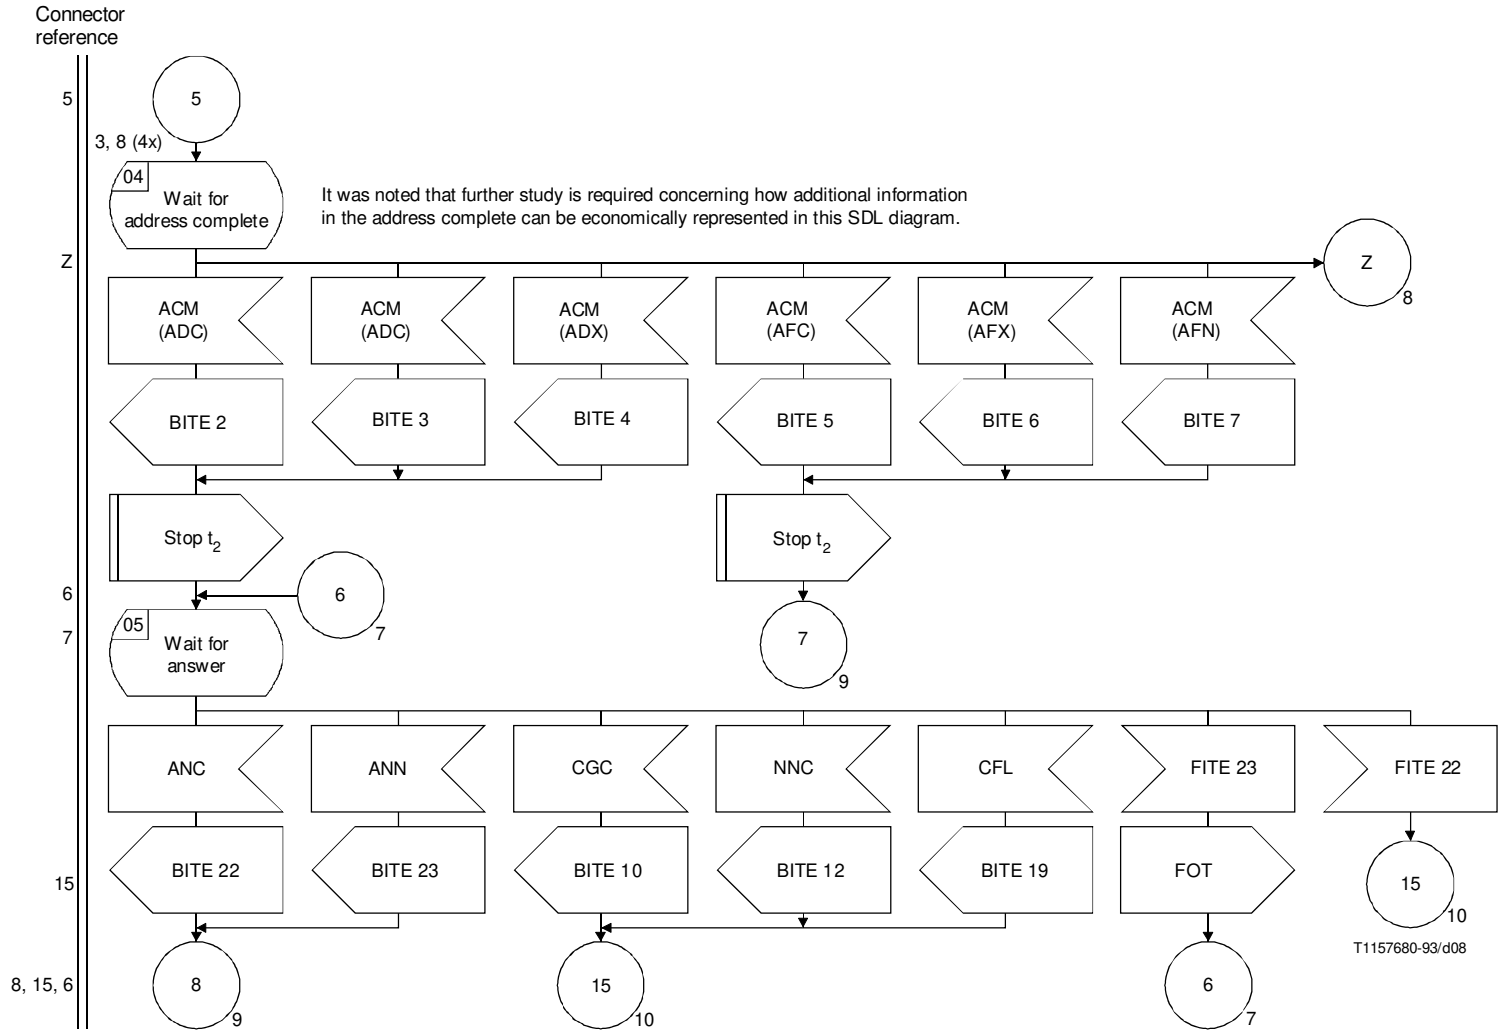 Connector
reference
5
5
3, 8 (4x)
04
Wait for
address complete
It was noted that further study is required concerning how additional information
in the address complete can be economically represented in this SDL diagram.
Z
Z
8
ACM
(ADC)
ACM
(ADC)
ACM
(ADX)
ACM
(AFC)
ACM
(AFX)
ACM
(AFN)
BITE 2
BITE 3
BITE 4
BITE 5
BITE 6
BITE 7
Stop t2
Stop t2
6
6
7
7
05
Wait for
answer
7
9
ANC
ANN
CGC
NNC
CFL
FITE 23
FITE 22
BITE 22
BITE 23
BITE 10
BITE 12
BITE 19
FOT
15
15
10
T1157680-93/d08
8, 15, 6
8
9
15
10
6
7